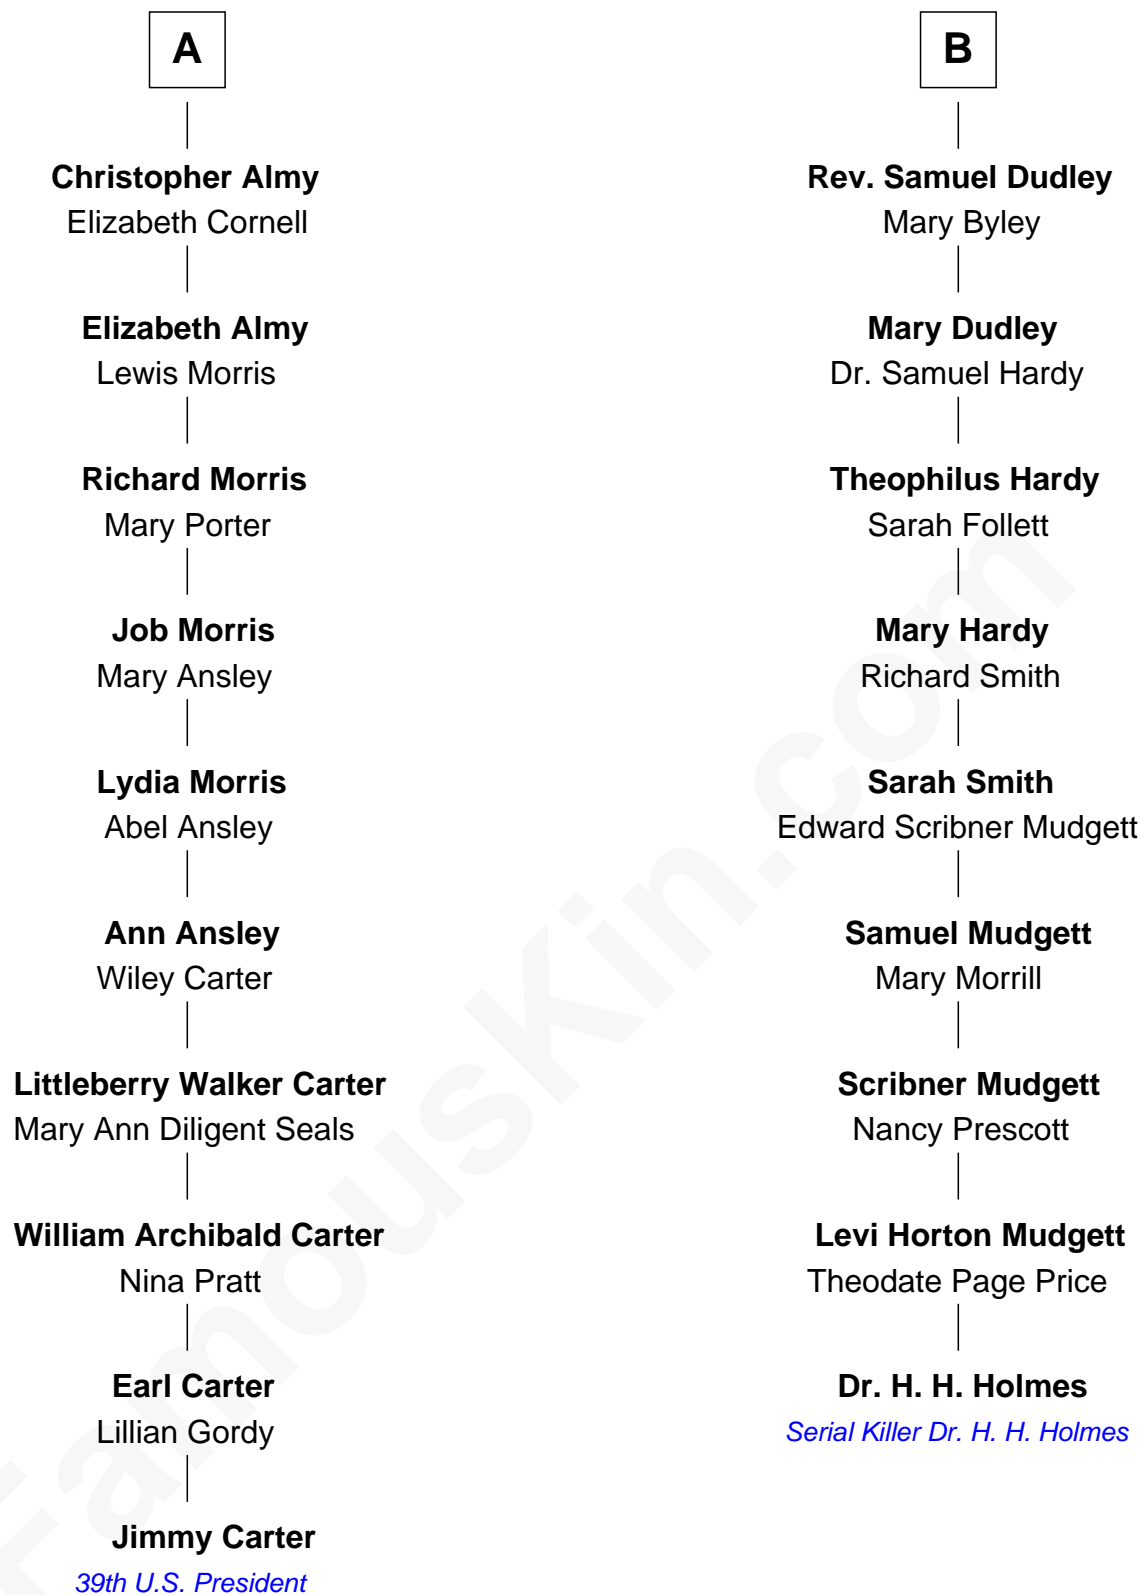 A
Christopher Almy
Elizabeth Cornell
Elizabeth Almy
Lewis Morris
Richard Morris
Mary Porter
Job Morris
Mary Ansley
Lydia Morris
Abel Ansley
Ann Ansley
Wiley Carter
Littleberry Walker Carter
Mary Ann Diligent Seals
William Archibald Carter
Nina Pratt
Earl Carter
Lillian Gordy
Jimmy Carter
39th U.S. President
B
Rev. Samuel Dudley
Mary Byley
Mary Dudley
Dr. Samuel Hardy
Theophilus Hardy
Sarah Follett
Mary Hardy
Richard Smith
Sarah Smith
Edward Scribner Mudgett
Samuel Mudgett
Mary Morrill
Scribner Mudgett
Nancy Prescott
Levi Horton Mudgett
Theodate Page Price
Dr. H. H. Holmes
Serial Killer Dr. H. H. Holmes
FamousKin.com